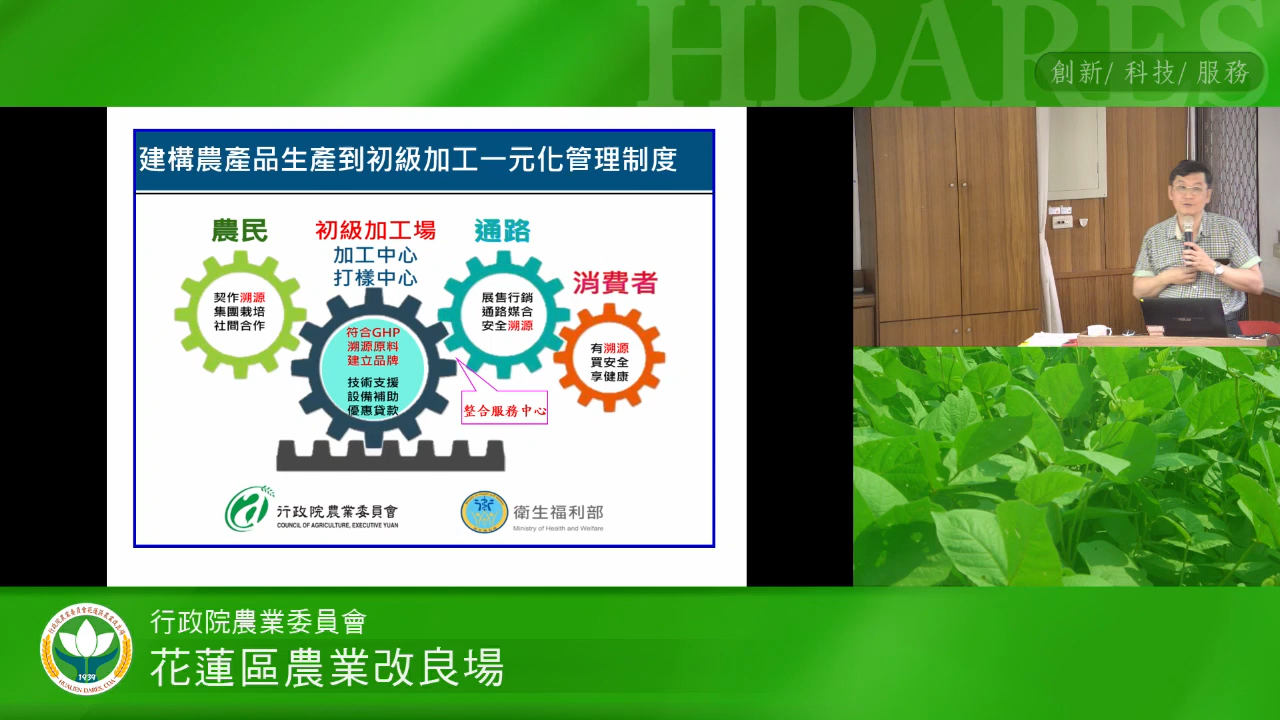 HDARES
創新/ 科技/ 服務
建構農產品生產到初級加工一元化管理制度
農民
契作溯源
集團栽培
社間合作
初級加工場
加工中心
打樣中心
符合GHP
溯源原料
建立品牌
技術支援
設備補助
優惠貸款
通路
展售行銷
通路媒合
安全溯源
消費者
有溯源
買安全
享健康
整合服務中心
行政院農業委員會
COUNCIL OF AGRICULTURE, EXECUTIVE YUAN
衛生福利部
Ministry of Health and Welfare
行政院農業委員會
花蓮區農業改良場
1939
HUALIEN DARES, COA